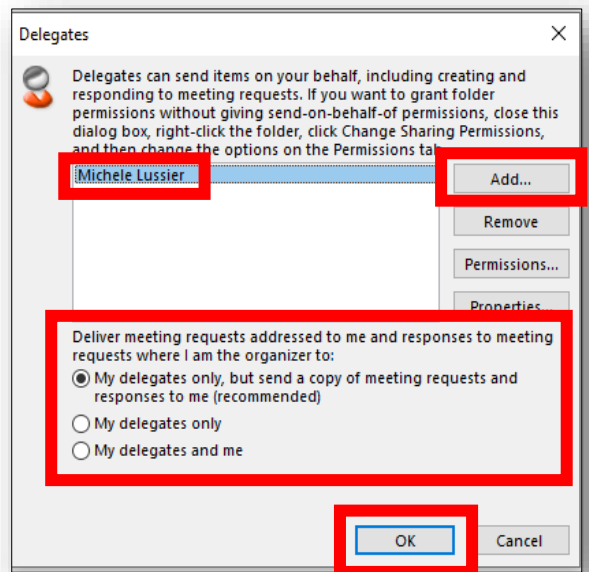 Delegates
Delegates can send items on your behalf, including creating and
responding to meeting requests. If you want to grant folder
permissions without giving send-on-behalf-of permissions, close this
dialog box, right-click the folder, click Change Sharing Permissions,
and then change the options on the Permissions tab
Michele Lussier
Add...
Remove
Permissions...
Properties...
Deliver meeting requests addressed to me and responses to meeting
requests where I am the organizer to:
My delegates only, but send a copy of meeting requests and
responses to me (recommended)
My delegates only
My delegates and me
OK
Cancel